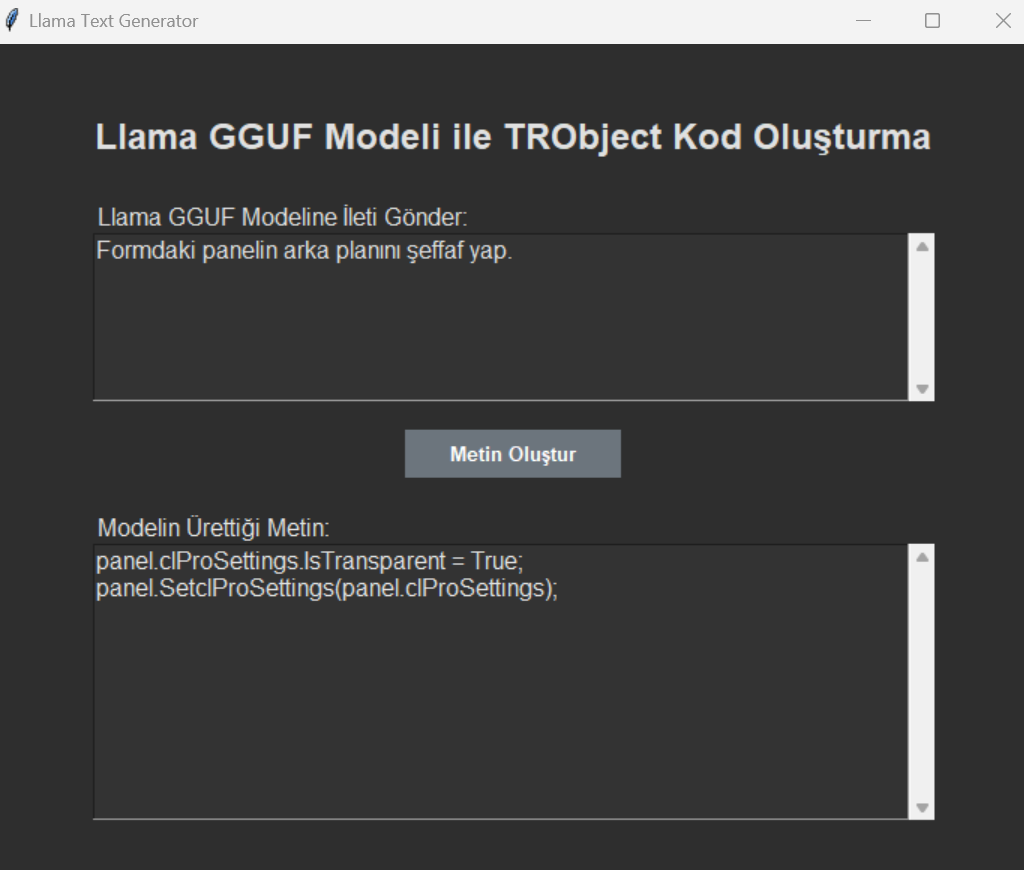 Llama Text Generator
Llama GGUF Modeli ile TRObject Kod Oluşturma
Llama GGUF Modeline İleti Gönder:
Formdaki panelin arka planını şeffaf yap.
Metin Oluştur
Modelin Ürettiği Metin:
panel.clProSettings.IsTransparent = True;
panel.SetclProSettings(panel.clProSettings);